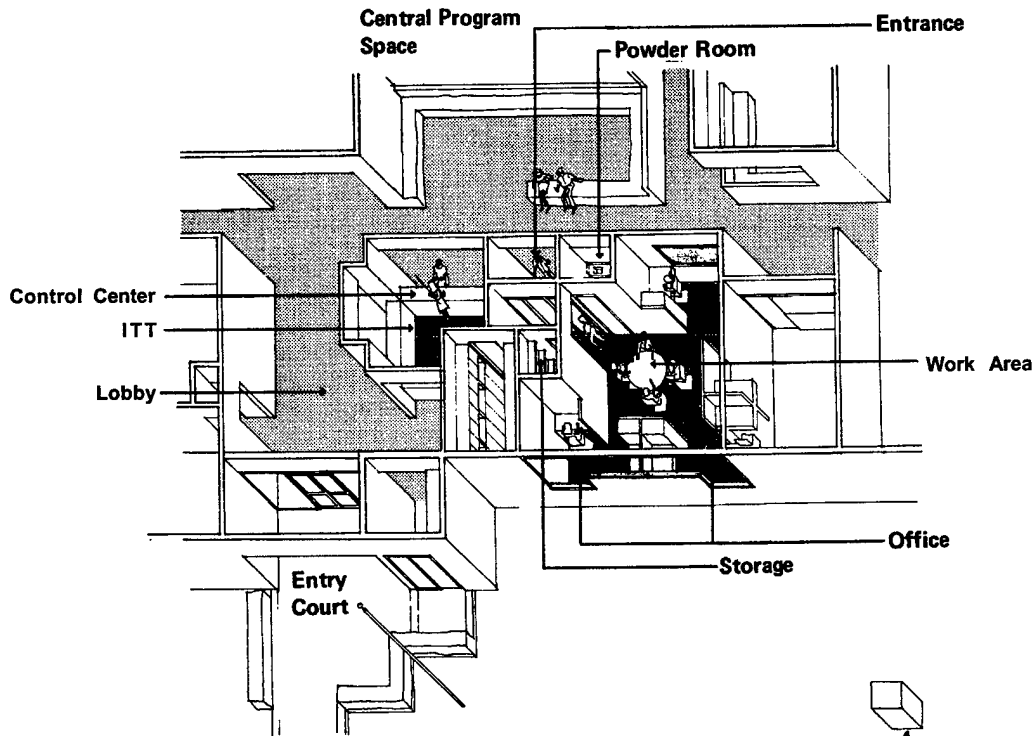 Central Program
Space
Entrance
Powder Room
Control Center
ITT
Lobby
Work Area
Office
Storage
Entry
Court